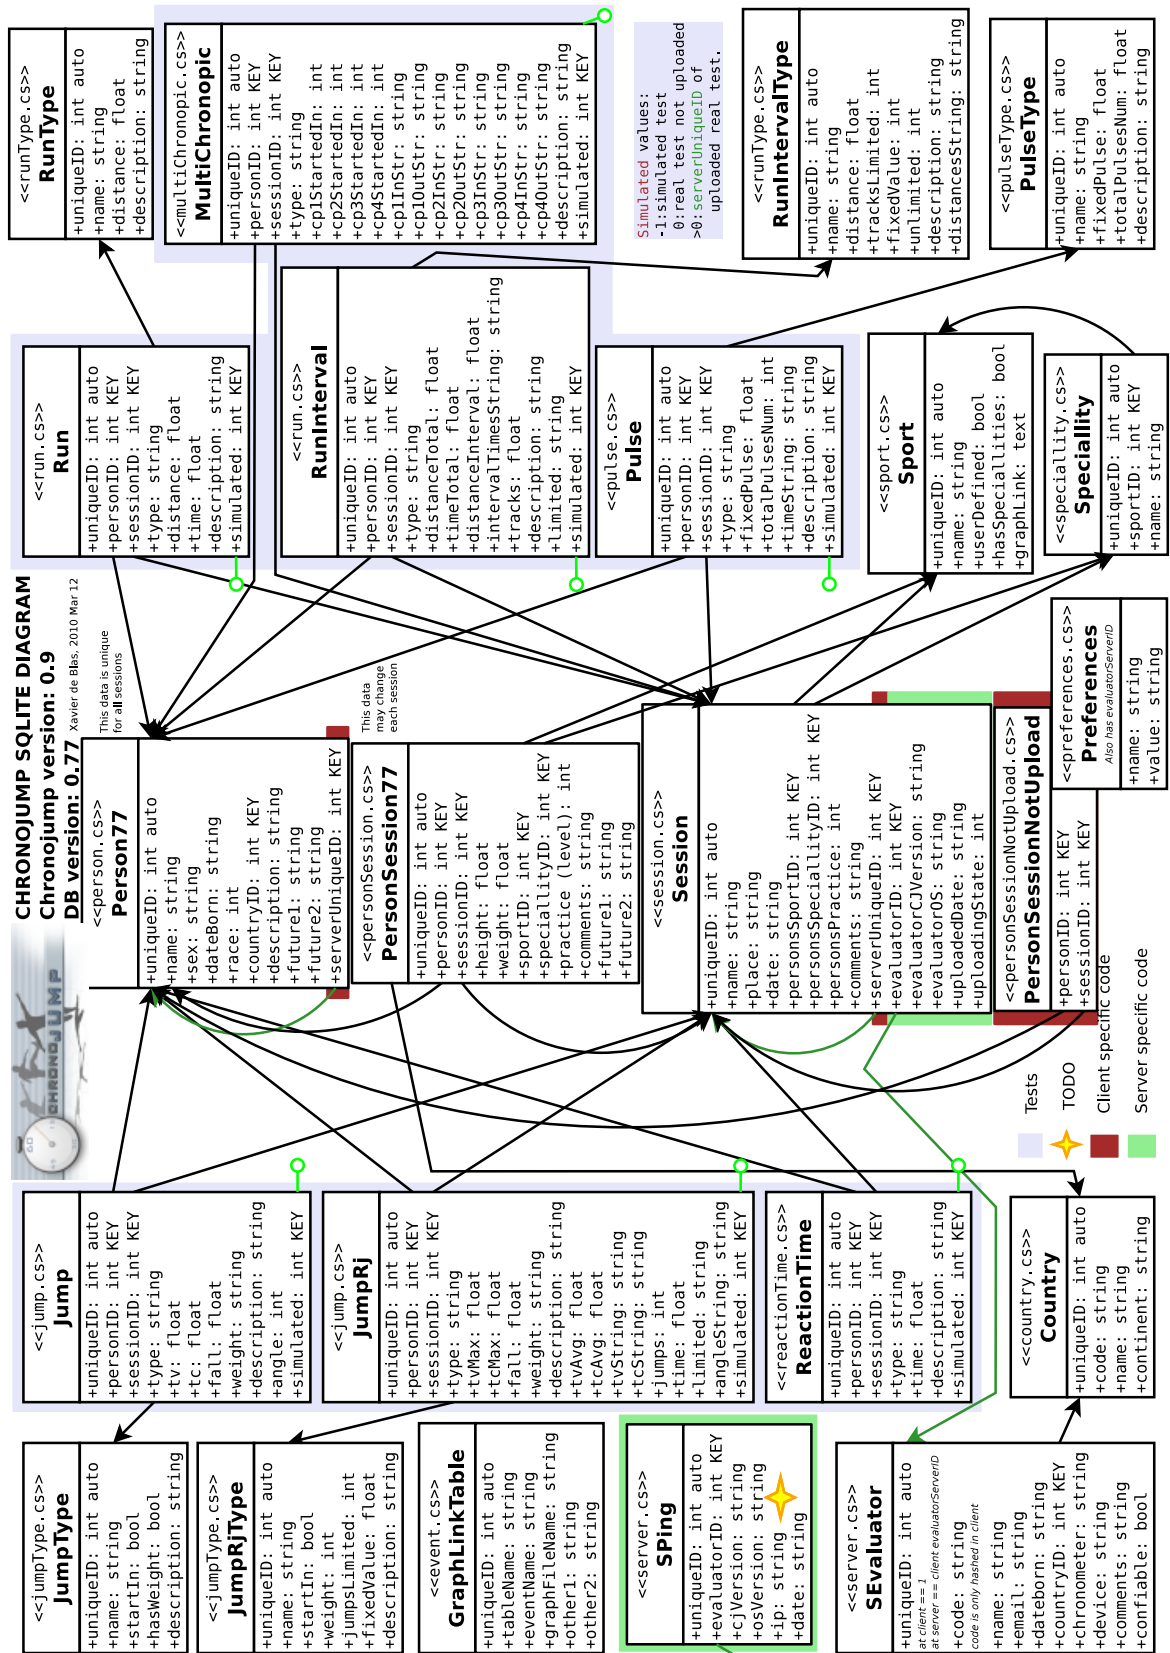 CHRONOJUMP
CHRONOJUMP SQLITE DIAGRAM
Chronojump version: 0.9
DB version: 0.77
Xavier de Blas, 2010 Mar 12
<<jumpType.cs>>
JumpType
+uniqueID: int auto
+name: string
+startIn: bool
+hasWeight: bool
+description: string
<<jumpType.cs>>
JumpRjType
+uniqueID: int auto
+name: string
+startIn: bool
+weight: int
+jumpsLimited: int
+fixedValue: float
+description: string
<<event.cs>>
GraphLinkTable
+uniqueID: int auto
+tableName: string
+eventName: string
+graphFileName: string
+other1: string
+other2: string
<<server.cs>>
SPing
+uniqueID: int auto
+evaluatorID: int KEY
+cjVersion: string
+osVersion: string
+ip: string
+date: string
<<server.cs>>
SEvaluator
+uniqueID: int auto
at client == 1
at server == client evaluatorServerID
+code: string
code is only hashed in client
+name: string
+email: string
+dateborn: string
+countryID: int KEY
+chronometer: string
+device: string
+comments: string
+confiable: bool
<<jump.cs>>
Jump
+uniqueID: int auto
+personID: int KEY
+sessionID: int KEY
+type: string
+tv: float
+tc: float
+fall: float
+weight: string
+description: string
+angle: int
+simulated: int KEY
<<jump.cs>>
JumpRj
+uniqueID: int auto
+personID: int KEY
+sessionID: int KEY
+type: string
+tvMax: float
+tcMax: float
+fall: float
+weight: string
+description: string
+tvAvg: float
+tcAvg: float
+tvString: string
+tcString: string
+jumps: int
+time: float
+limited: string
+angleString: string
+simulated: int KEY
<<reactionTime.cs>>
ReactionTime
+uniqueID: int auto
+personID: int KEY
+sessionID: int KEY
+type: string
+time: float
+description: string
+simulated: int KEY
<<country.cs>>
Country
+uniqueID: int auto
+code: string
+name: string
+continent: string
Tests
TODO
Client specific code
Server specific code
<<person.cs>>
Person77
+uniqueID: int auto
+name: string
+sex: string
+dateBorn: string
+race: int
+countryID: int KEY
+description: string
+future1: string
+future2: string
+serverUniqueID: int KEY
This data is unique
for all sessions
<<personSession.cs>>
PersonSession77
+uniqueID: int auto
+personID: int KEY
+sessionID: int KEY
+height: float
+weight: float
+sportID: int KEY
+speciallityID: int KEY
+practice (level): int
+comments: string
+future1: string
+future2: string
This data
may change
each session
<<session.cs>>
Session
+uniqueID: int auto
+name: string
+place: string
+date: string
+personsSportID: int KEY
+personsSpeciallityID: int KEY
+personsPractice: int
+comments: string
+serverUniqueID: int KEY
+evaluatorID: int KEY
+evaluatorCJVersion: string
+evaluatorOS: string
+uploadedDate: string
+uploadingState: int
<<personSessionNotUpload.cs>>
PersonSessionNotUpload
+personID: int KEY
+sessionID: int KEY
<<preferences.cs>>
Preferences
Also has evaluatorServerID
+name: string
+value: string
<<run.cs>>
Run
+uniqueID: int auto
+personID: int KEY
+sessionID: int KEY
+type: string
+distance: float
+time: float
+description: string
+simulated: int KEY
<<run.cs>>
RunInterval
+uniqueID: int auto
+personID: int KEY
+sessionID: int KEY
+type: string
+distanceTotal: float
+timeTotal: float
+distanceInterval: float
+intervalTimesString: string
+tracks: float
+description: string
+limited: string
+simulated: int KEY
<<pulse.cs>>
Pulse
+uniqueID: int auto
+personID: int KEY
+sessionID: int KEY
+type: string
+fixedPulse: float
+totalPulsesNum: int
+timeString: string
+description: string
+simulated: int KEY
<<sport.cs>>
Sport
+uniqueID: int auto
+name: string
+userDefined: bool
+hasSpeciallities: bool
+graphLink: text
<<speciallity.cs>>
Speciallity
+uniqueID: int auto
+sportID: int KEY
+name: string
<<runType.cs>>
RunType
+uniqueID: int auto
+name: string
+distance: float
+description: string
<<multiChronopic.cs>>
MultiChronopic
+uniqueID: int auto
+personID: int KEY
+sessionID: int KEY
+type: string
+cp1StartedIn: int
+cp2StartedIn: int
+cp3StartedIn: int
+cp4StartedIn: int
+cp1InStr: string
+cp1OutStr: string
+cp2InStr: string
+cp2OutStr: string
+cp3InStr: string
+cp3OutStr: string
+cp4InStr: string
+cp4OutStr: string
+description: string
+simulated: int KEY
Simulated values:
-1:simulated test
0:real test not uploaded
>0:serverUniqueID of
uploaded real test.
<<runType.cs>>
RunIntervalType
+uniqueID: int auto
+name: string
+distance: float
+tracksLimited: int
+fixedValue: int
+unlimited: int
+description: string
+distancesString: string
<<pulseType.cs>>
PulseType
+uniqueID: int auto
+name: string
+fixedPulse: float
+totalPulsesNum: float
+description: string